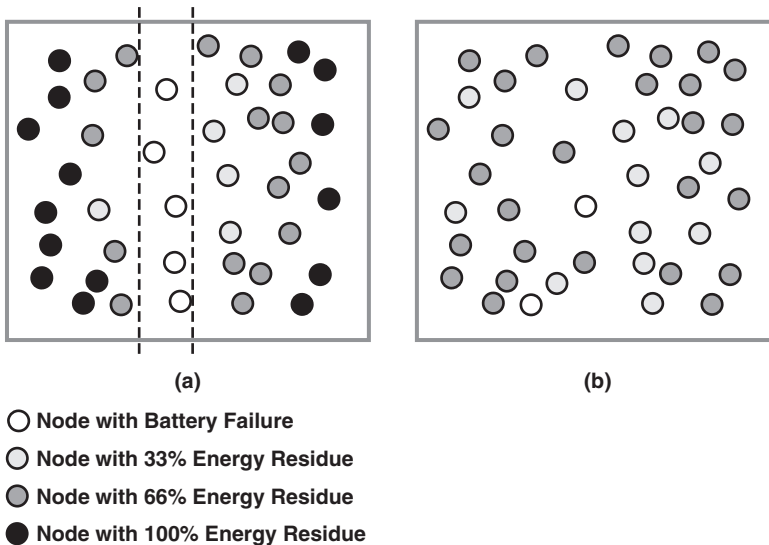 (a)
(b)
Node with Battery Failure
Node with 33% Energy Residue
Node with 66% Energy Residue
Node with 100% Energy Residue